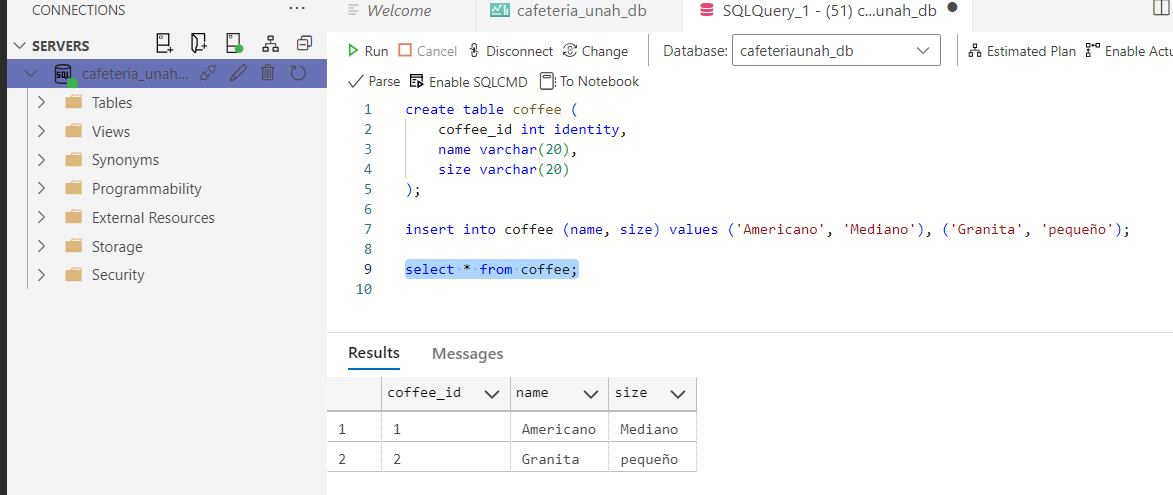 CONNECTIONS ...
Welcome
cafeteria_unah_db
SQLQuery_1 - (51) c...unah_db
SERVERS
Run
Cancel
Disconnect
Change
Database:
cafeteriaunah_db
Estimated Plan
Enable Actu
cafeteria_unah...
Parse
Enable SQLCMD
To Notebook
Tables
Views
Synonyms
Programmability
External Resources
Storage
Security
1 create table coffee (
2 coffee_id int identity,
3 name varchar(20),
4 size varchar(20)
5 );
6
7 insert into coffee (name, size) values ('Americano', 'Mediano'), ('Granita', 'pequeño');
8
9 select * from coffee;
10
Results Messages
coffee_id name size
1 1 Americano Mediano
2 2 Granita pequeño